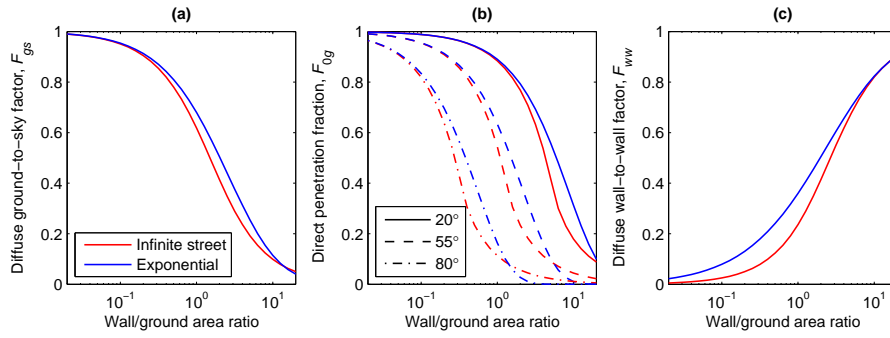 (a)
(b)
(c)
Diffuse ground−to−sky factor, F_gs
1
0.8
0.6
0.4
0.2
0
Infinite street
Exponential
10^−1
10^0
10^1
Wall/ground area ratio
Direct penetration fraction, F_0g
1
0.8
0.6
0.4
0.2
0
20°
55°
80°
10^−1
10^0
10^1
Wall/ground area ratio
Diffuse wall−to−wall factor, F_ww
1
0.8
0.6
0.4
0.2
0
10^−1
10^0
10^1
Wall/ground area ratio